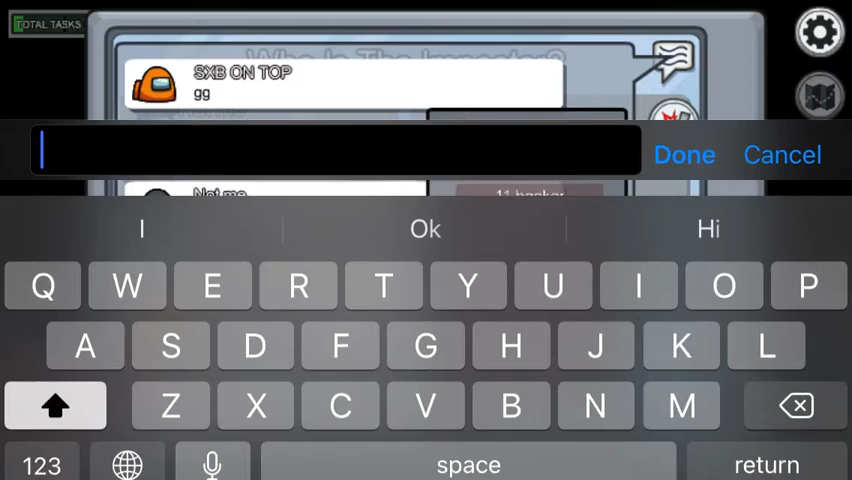 TOTAL TASKS
Who Is The Impostor?
SXB ON TOP
gg
Done
Cancel
Not me
I
Ok
Hi
Q W E R T Y U I O P
A S D F G H J K L
Z X C V B N M
123
space
return